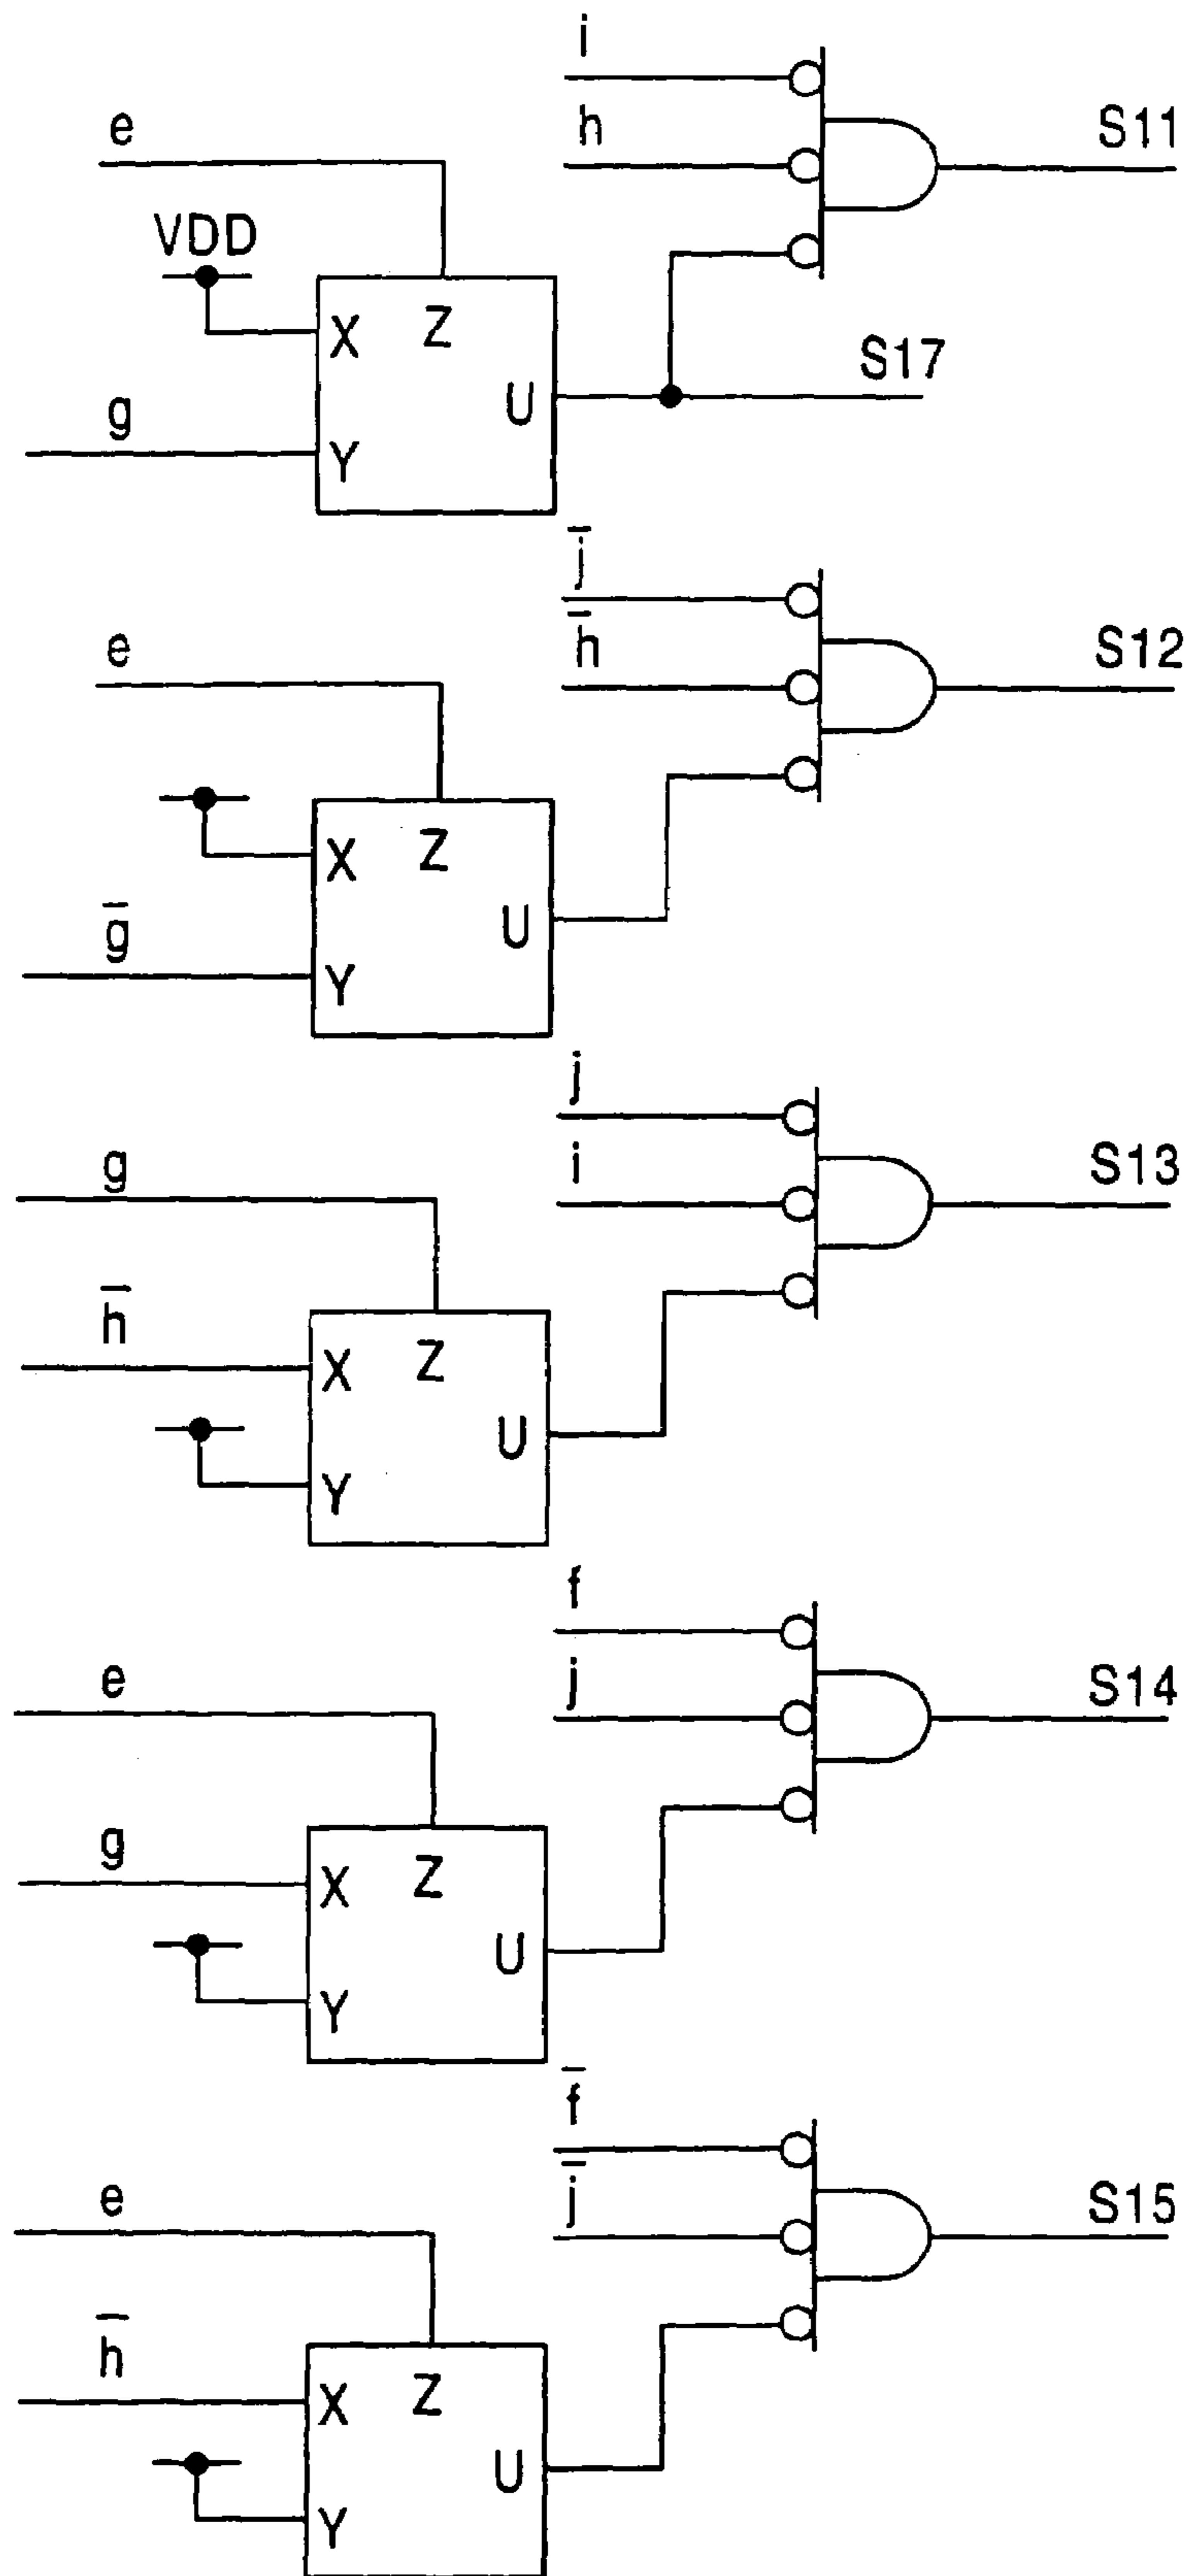 i
h
S11
e
VDD
X
Z
U
S17
g
Y
j̄
h̄
S12
e
X
Z
U
ḡ
Y
j
i
S13
g
h̄
X
Z
U
Y
f
j
S14
e
g
X
Z
U
Y
f̄
j̄
S15
e
h̄
X
Z
U
Y